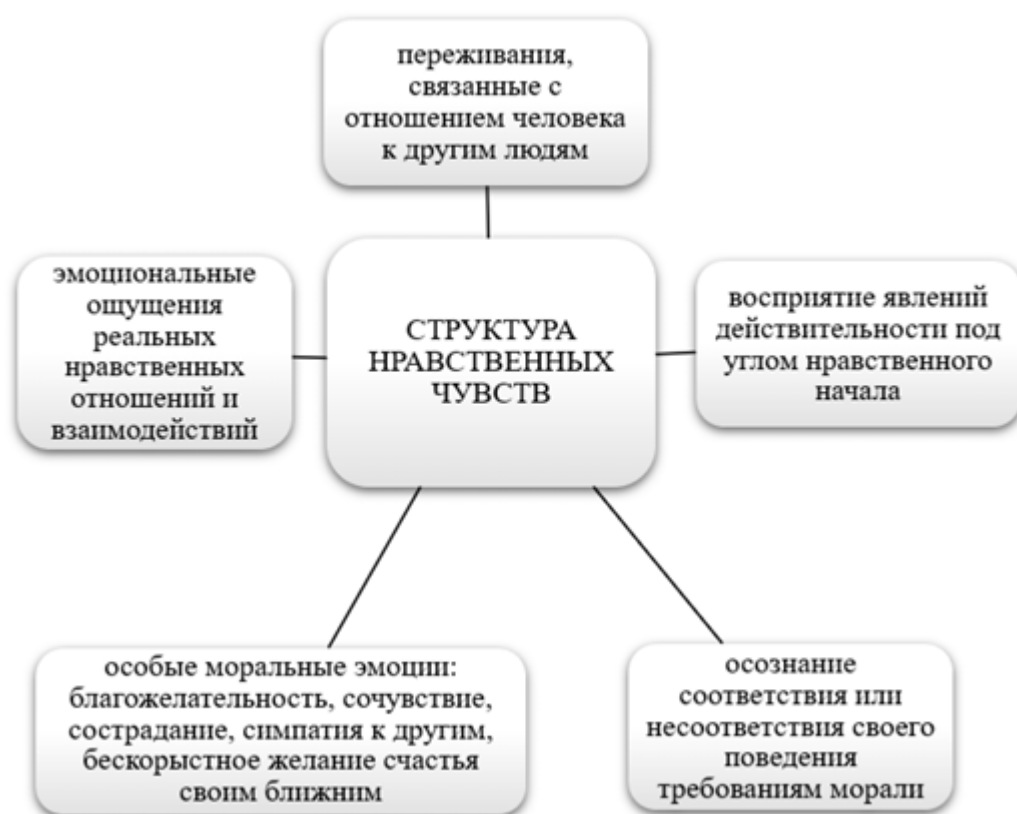 переживания,
связанные с
отношением человека
к другим людям
эмоциональные
ощущения
реальных
нравственных
отношений и
взаимодействий
СТРУКТУРА
НРАВСТВЕННЫХ
ЧУВСТВ
восприятие явлений
действительности под
углом нравственного
начала
особые моральные эмоции:
благожелательность, сочувствие,
сострадание, симпатия к другим,
бескорыстное желание счастья
своим ближним
осознание
соответствия или
несоответствия своего
поведения
требованиям морали